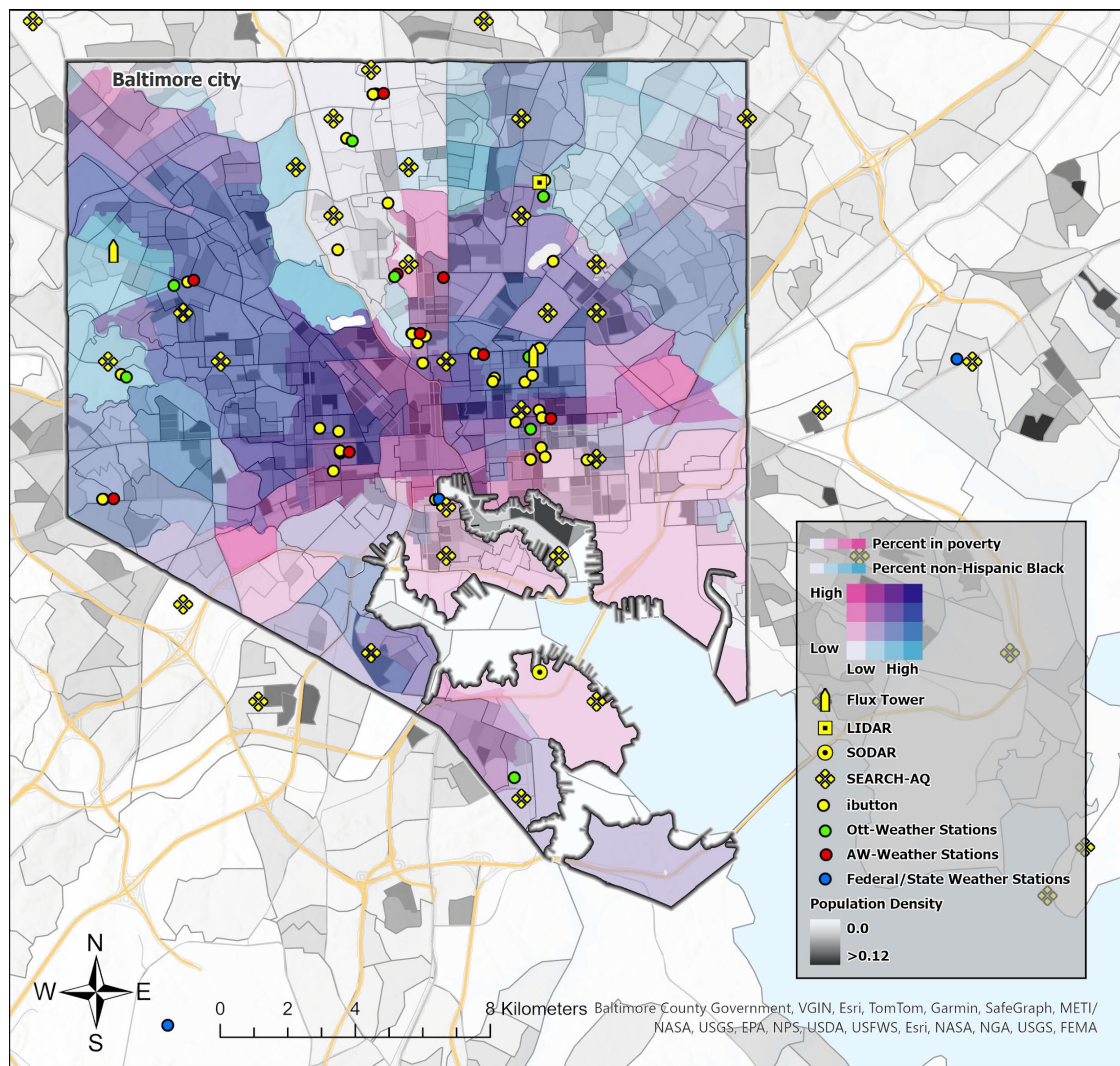 Baltimore city
Percent in poverty
Percent non-Hispanic Black
High
Low
Low High
Flux Tower
LIDAR
SODAR
SEARCH-AQ
ibutton
Ott-Weather Stations
AW-Weather Stations
Federal/State Weather Stations
Population Density
0.0
>0.12
N
W E
S
0 2 4 8 Kilometers
Baltimore County Government, VGIN, Esri, TomTom, Garmin, SafeGraph, METI/
NASA, USGS, EPA, NPS, USDA, USFWS, Esri, NASA, NGA, USGS, FEMA